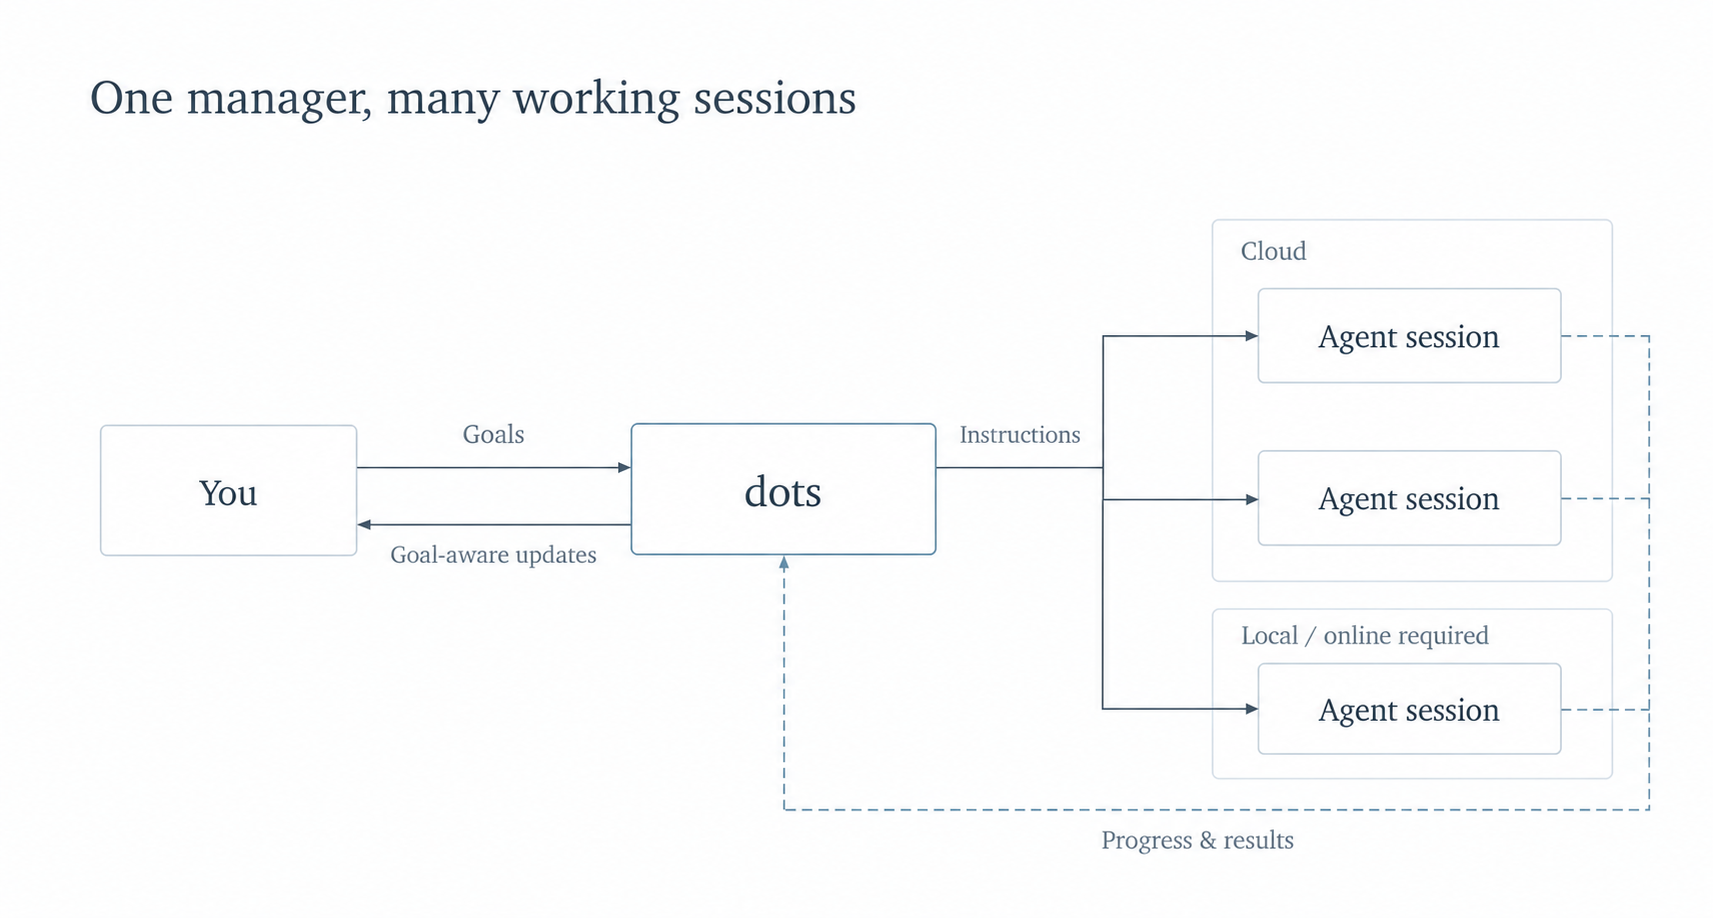 One manager, many working sessions
Cloud
Agent session
Goals
Instructions
You
dots
Agent session
Goal-aware updates
Local / online required
Agent session
Progress & results